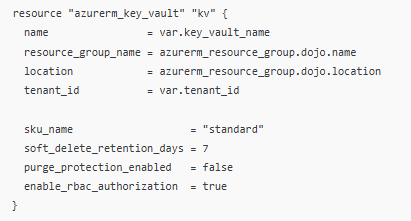 resource "azurerm_key_vault" "kv" {
  name                = var.key_vault_name
  resource_group_name = azurerm_resource_group.dojo.name
  location            = azurerm_resource_group.dojo.location
  tenant_id           = var.tenant_id

  sku_name                   = "standard"
  soft_delete_retention_days = 7
  purge_protection_enabled   = false
  enable_rbac_authorization  = true
}